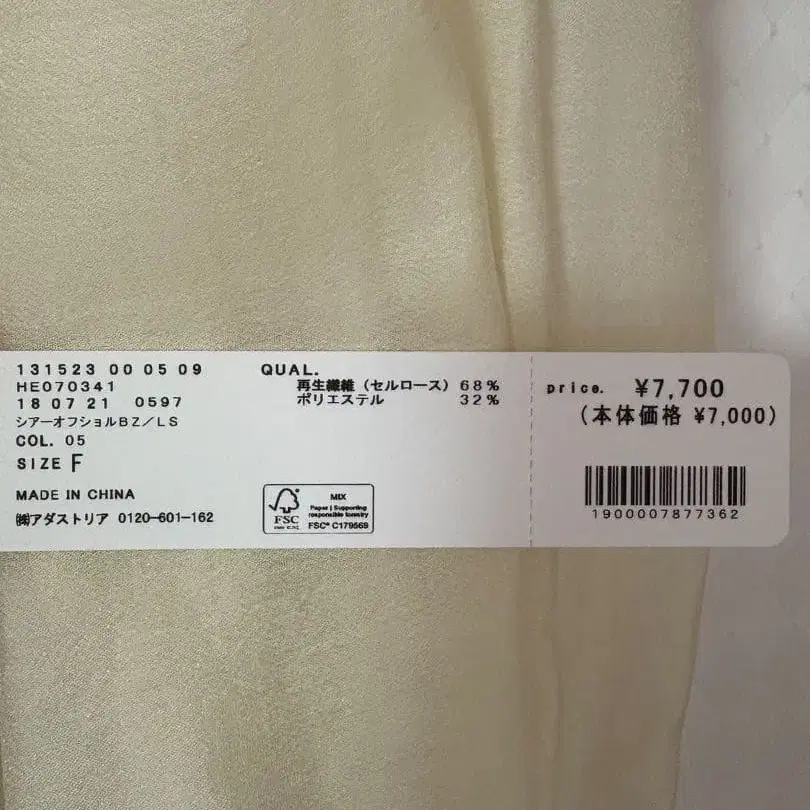 131523 00 05 09
HE070341
18 07 21 0597
シアーオフショルBZ/LS
COL. 05
SIZE F
MADE IN CHINA
㈱アダストリア 0120-601-162
QUAL.
再生繊維(セルロース) 68%
ポリエステル 32%
FSC
MIX
Paper | Supporting
responsible forestry
FSC® C179569
price. ¥7,700
(本体価格 ¥7,000)
1900007877362